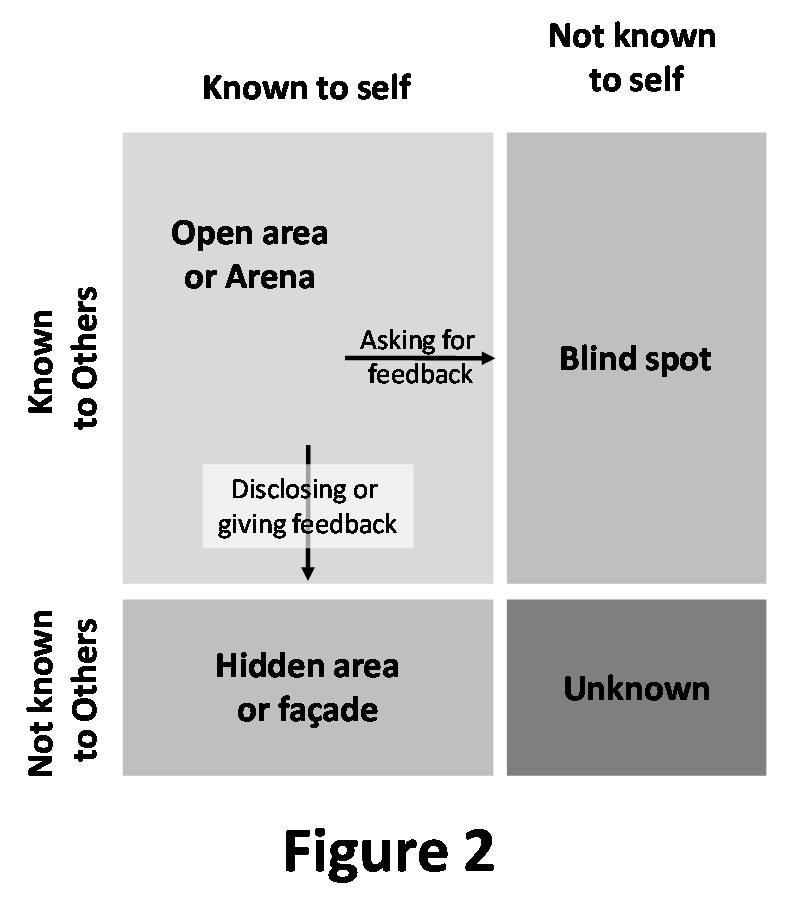 Not known
to self
Known to self
Open area
or Arena
Known
to Others
Asking for
feedback
Blind spot
Disclosing or
giving feedback
Not known
to Others
Hidden area
or façade
Unknown
Figure 2